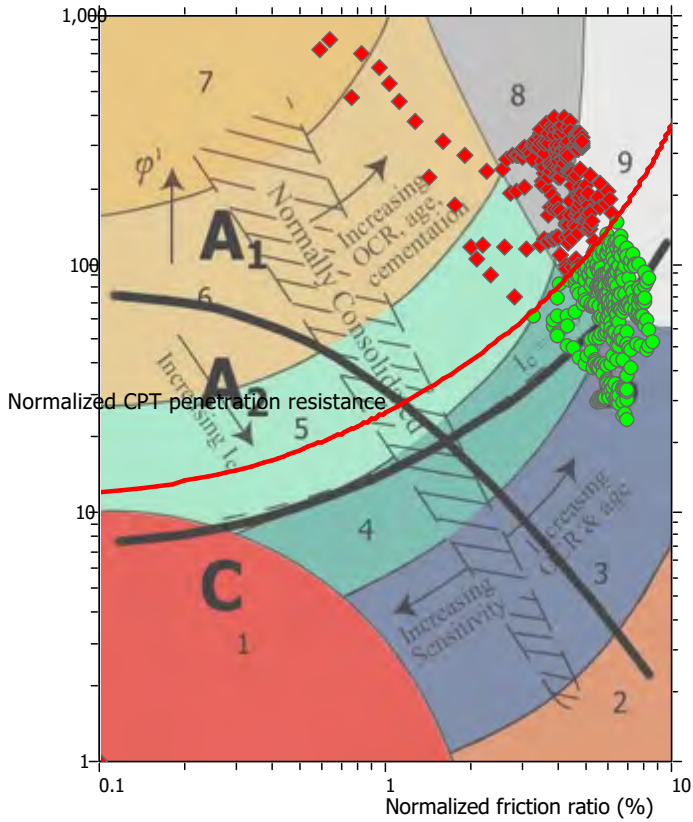 1,000
7
8
9
φ'
Increasing
OCR, age,
cementation
Normally Consolidated
A1
100
6
Increasing Ic
A2
Ic
Normalized CPT penetration resistance
5
10
4
Increasing
OCR & age
C
3
Increasing
Sensitivity
1
2
1
0.1
1
10
Normalized friction ratio (%)